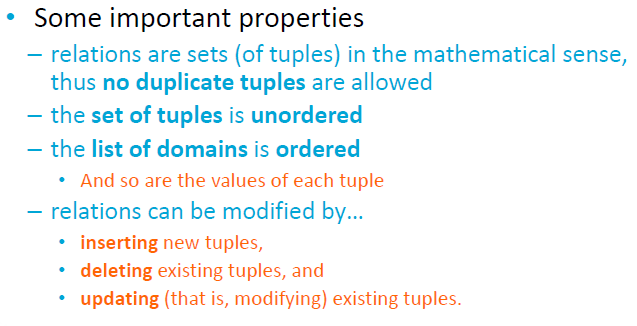 • Some important properties
– relations are sets (of tuples) in the mathematical sense,
thus no duplicate tuples are allowed
– the set of tuples is unordered
– the list of domains is ordered
• And so are the values of each tuple
– relations can be modified by…
• inserting new tuples,
• deleting existing tuples, and
• updating (that is, modifying) existing tuples.